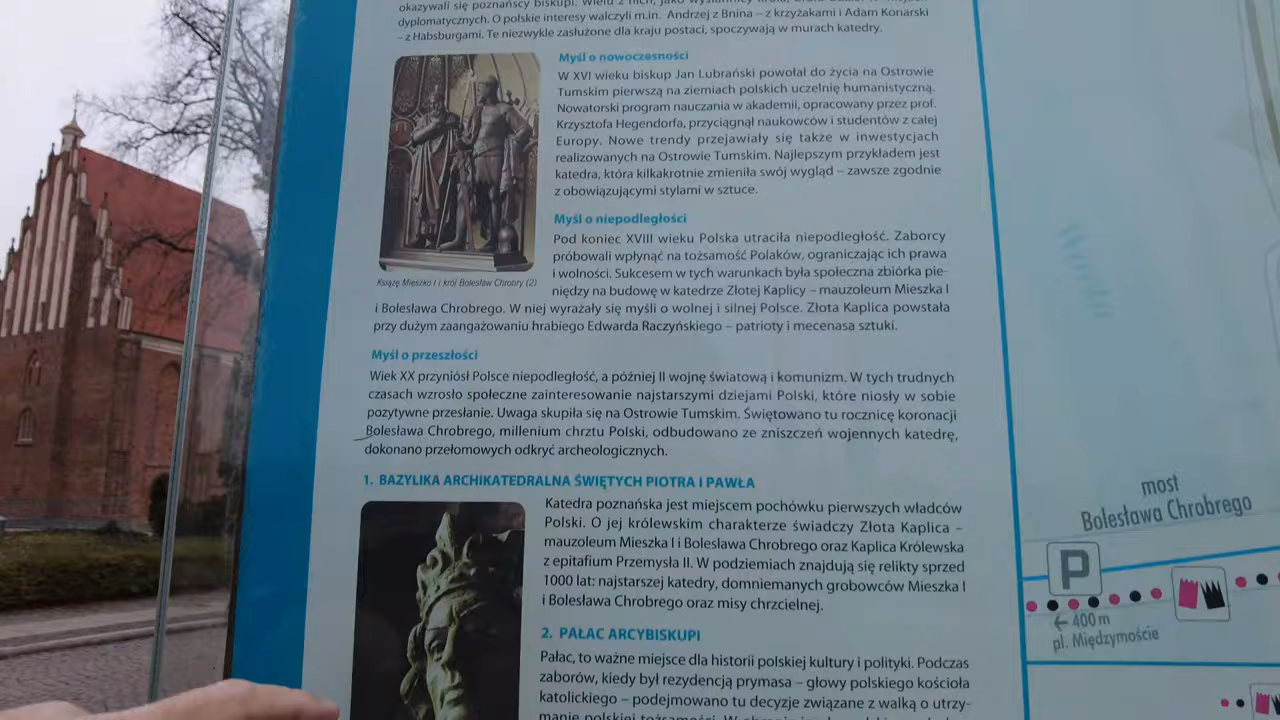 okazywali się poznańscy biskupi. Wielu z nich, jako wysłannicy króla,
dyplomatycznych. O polskie interesy walczyli m.in. Andrzej z Bnina – z krzyżakami i Adam Konarski
– z Habsburgami. Te niezwykle zasłużone dla kraju postaci, spoczywają w murach katedry.
Myśl o nowoczesności
W XVI wieku biskup Jan Lubrański powołał do życia na Ostrowie
Tumskim pierwszą na ziemiach polskich uczelnię humanistyczną.
Nowatorski program nauczania w akademii, opracowany przez prof.
Krzysztofa Hegendorfa, przyciągnął naukowców i studentów z całej
Europy. Nowe trendy przejawiały się także w inwestycjach
realizowanych na Ostrowie Tumskim. Najlepszym przykładem jest
katedra, która kilkakrotnie zmieniła swój wygląd – zawsze zgodnie
z obowiązującymi stylami w sztuce.
Książę Mieszko I i król Bolesław Chrobry (2)
Myśl o niepodległości
Pod koniec XVIII wieku Polska utraciła niepodległość. Zaborcy
próbowali wpłynąć na tożsamość Polaków, ograniczając ich prawa
i wolności. Sukcesem w tych warunkach była społeczna zbiórka pie-
niędzy na budowę w katedrze Złotej Kaplicy – mauzoleum Mieszka I
i Bolesława Chrobrego. W niej wyrażały się myśli o wolnej i silnej Polsce. Złota Kaplica powstała
przy dużym zaangażowaniu hrabiego Edwarda Raczyńskiego – patrioty i mecenasa sztuki.
Myśl o przeszłości
Wiek XX przyniósł Polsce niepodległość, a później II wojnę światową i komunizm. W tych trudnych
czasach wzrosło społeczne zainteresowanie najstarszymi dziejami Polski, które niosły w sobie
pozytywne przesłanie. Uwaga skupiła się na Ostrowie Tumskim. Świętowano tu rocznicę koronacji
Bolesława Chrobrego, millenium chrztu Polski, odbudowano ze zniszczeń wojennych katedrę,
dokonano przełomowych odkryć archeologicznych.
1. BAZYLIKA ARCHIKATEDRALNA ŚWIĘTYCH PIOTRA I PAWŁA
Katedra poznańska jest miejscem pochówku pierwszych władców
Polski. O jej królewskim charakterze świadczy Złota Kaplica –
mauzoleum Mieszka I i Bolesława Chrobrego oraz Kaplica Królewska
z epitafium Przemysła II. W podziemiach znajdują się relikty sprzed
1000 lat: najstarszej katedry, domniemanych grobowców Mieszka I
i Bolesława Chrobrego oraz misy chrzcielnej.
2. PAŁAC ARCYBISKUPI
Pałac, to ważne miejsce dla historii polskiej kultury i polityki. Podczas
zaborów, kiedy był rezydencją prymasa – głowy polskiego kościoła
katolickiego – podejmowano tu decyzje związane z walką o utrzy-
manie polskiej tożsamości. W
most
Bolesława Chrobrego
P
← 400 m
pl. Międzymoście